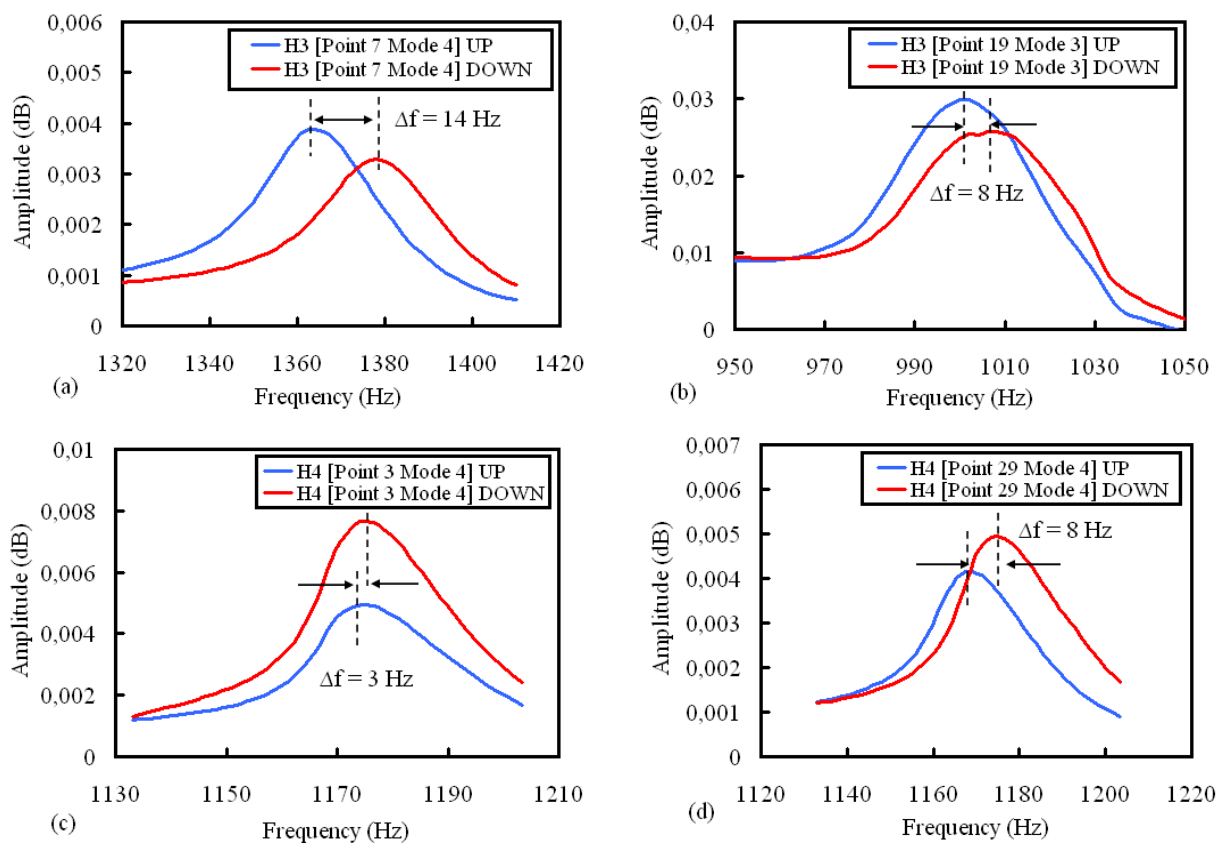 0,006
0,005
0,004
0,003
0,002
0,001
0
Amplitude (dB)
H3 [Point 7 Mode 4] UP
H3 [Point 7 Mode 4] DOWN
Δf = 14 Hz
1320 1340 1360 1380 1400 1420
(a)
Frequency (Hz)
0,04
0,03
0,02
0,01
0
Amplitude (dB)
H3 [Point 19 Mode 3] UP
H3 [Point 19 Mode 3] DOWN
Δf = 8 Hz
950 970 990 1010 1030 1050
(b)
Frequency (Hz)
0,01
0,008
0,006
0,004
0,002
0
Amplitude (dB)
H4 [Point 3 Mode 4] UP
H4 [Point 3 Mode 4] DOWN
Δf = 3 Hz
1130 1150 1170 1190 1210
(c)
Frequency (Hz)
0,007
0,006
0,005
0,004
0,003
0,002
0,001
0
Amplitude (dB)
H4 [Point 29 Mode 4] UP
H4 [Point 29 Mode 4] DOWN
Δf = 8 Hz
1120 1140 1160 1180 1200 1220
(d)
Frequency (Hz)